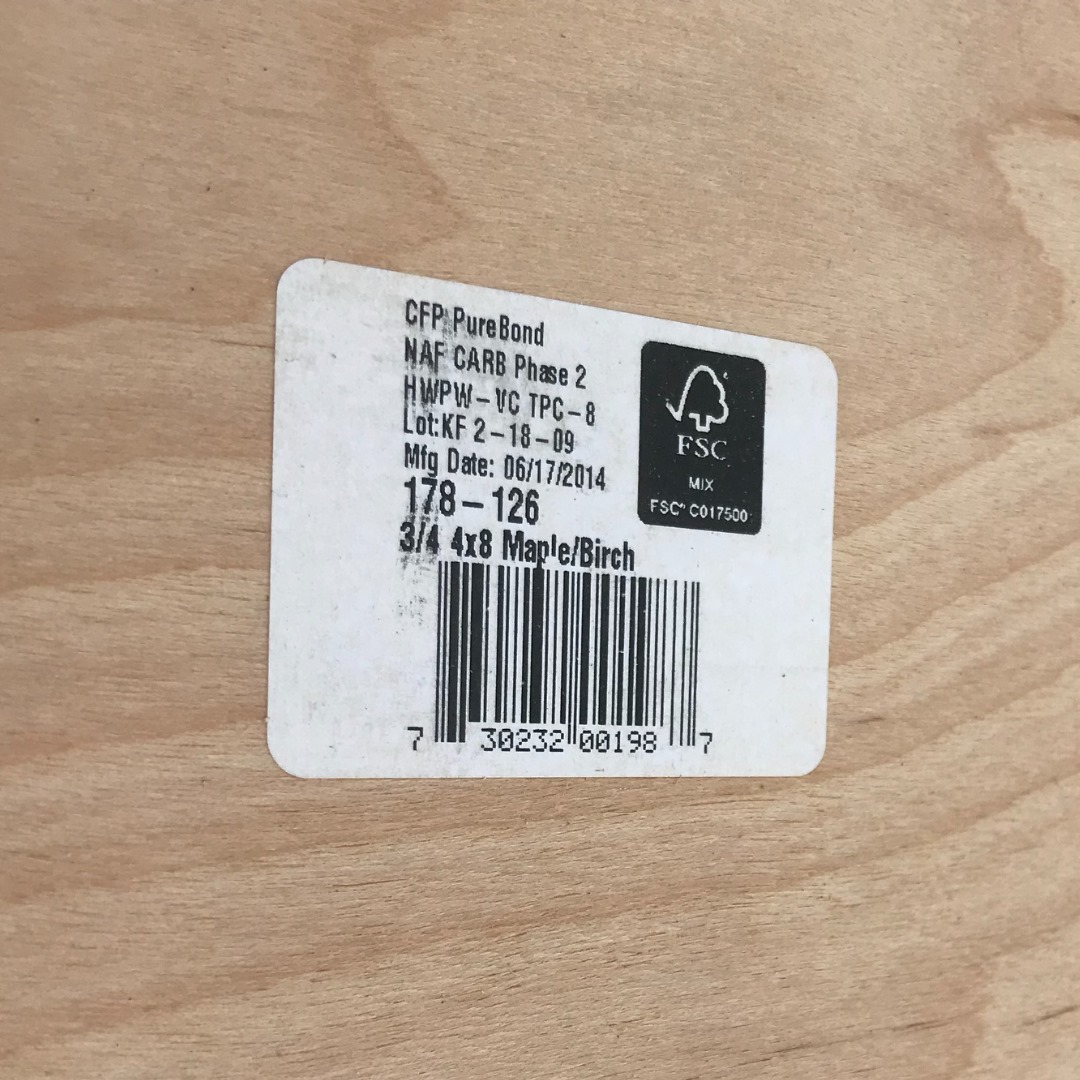 CFP PureBond
NAF CARB Phase 2
HWPW-VC TPC-8
Lot:KF 2-18-09
Mfg Date: 06/17/2014
178-126
3/4 4x8 Maple/Birch
7 30232 00198 7
FSC
MIX
FSC® C017500